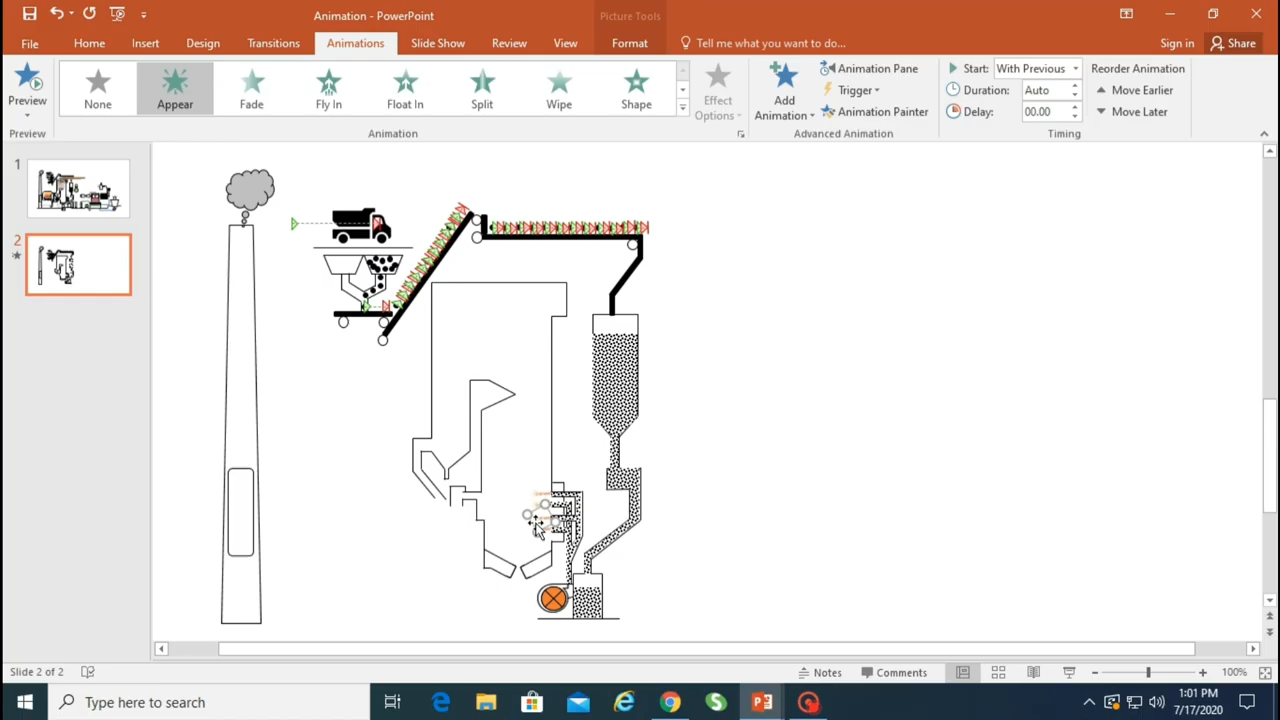 Animation - PowerPoint
Picture Tools
File
Home
Insert
Design
Transitions
Animations
Slide Show
Review
View
Format
Tell me what you want to do...
Sign in
Share
Preview
None
Appear
Fade
Fly In
Float In
Split
Wipe
Shape
Effect Options
Add Animation
Animation Pane
Trigger
Animation Painter
Start: With Previous
Duration: Auto
Delay: 00.00
Reorder Animation
Move Earlier
Move Later
Preview
Animation
Advanced Animation
Timing
1
2
Slide 2 of 2
Notes
Comments
100%
Type here to search
1:01 PM
7/17/2020